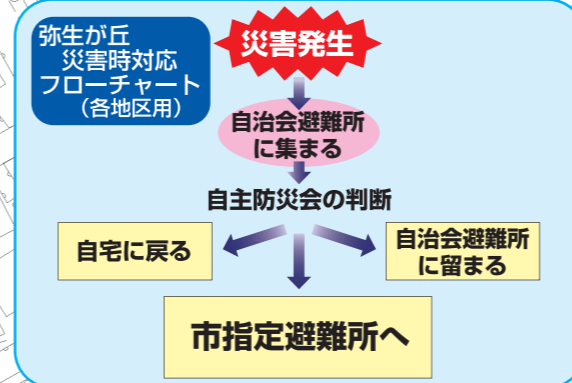 弥生が丘
災害時対応
フローチャート
（各地区用）
災害発生
自治会避難所
に集まる
自主防災会の判断
自宅に戻る
自治会避難所
に留まる
市指定避難所へ